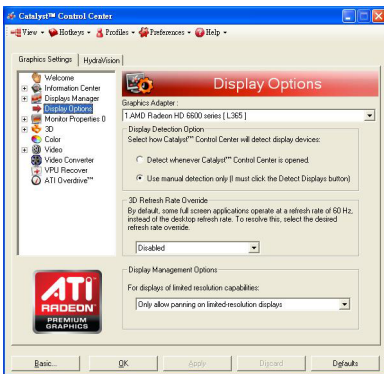 Catalyst™ Control Center
View Hotkeys Profiles Preferences Help
Graphics Settings HydraVision
Welcome
Information Center
Displays Manager
Display Options
Monitor Properties 0
3D
Color
Video
Video Converter
VPU Recover
ATI Overdrive™
Display Options
Graphics Adapter:
1.AMD Radeon HD 6600 series [ L365 ]
Display Detection Option
Select how Catalyst™ Control Center will detect display devices:
Detect whenever Catalyst™ Control Center is opened.
Use manual detection only (I must click the Detect Displays button)
3D Refresh Rate Override
By default, some full screen applications operate at a refresh rate of 60 Hz,
instead of the desktop refresh rate. To resolve this, select the desired
refresh rate override.
Disabled
Display Management Options
For displays of limited resolution capabilities:
Only allow panning on limited-resolution displays
ATI
RADEON
PREMIUM
GRAPHICS
Basic... OK Apply Discard Defaults